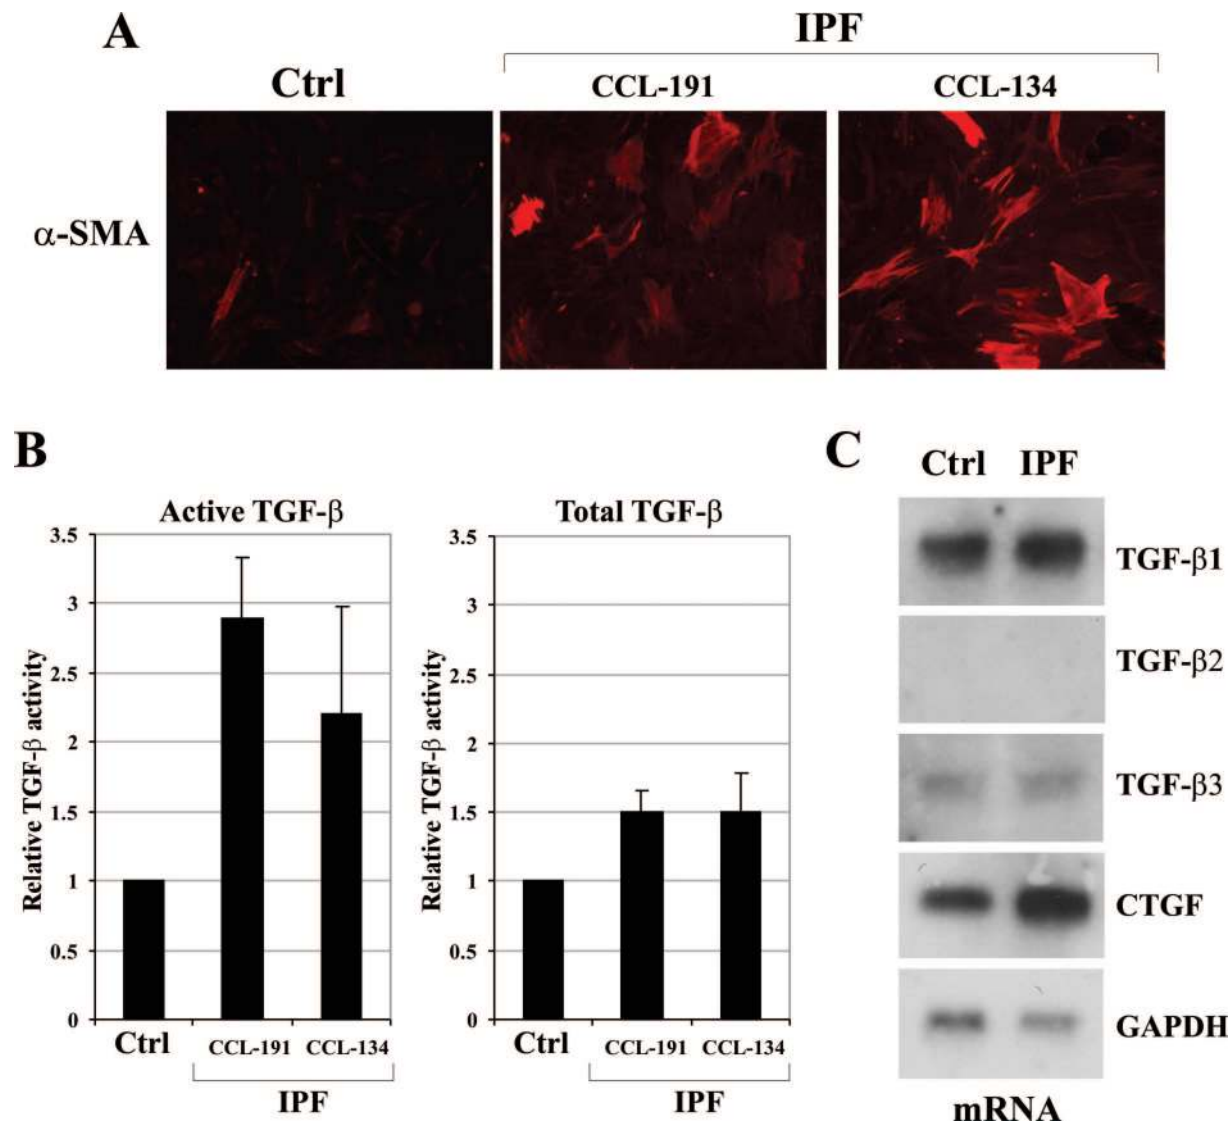 A
IPF
Ctrl
CCL-191
CCL-134
α-SMA
B
Active TGF-β
Relative TGF-β activity
3.5
3
2.5
2
1.5
1
0.5
0
Ctrl
CCL-191
CCL-134
IPF
Total TGF-β
Relative TGF-β activity
3.5
3
2.5
2
1.5
1
0.5
0
Ctrl
CCL-191
CCL-134
IPF
C
Ctrl IPF
TGF-β1
TGF-β2
TGF-β3
CTGF
GAPDH
mRNA